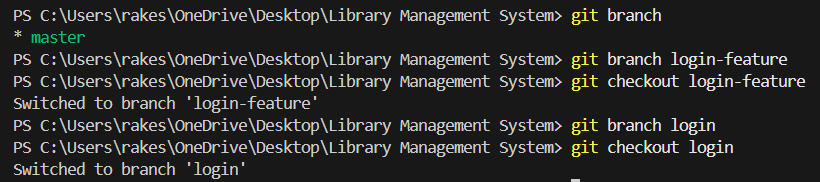 PS C:\Users\rakes\OneDrive\Desktop\Library Management System> git branch
* master
PS C:\Users\rakes\OneDrive\Desktop\Library Management System> git branch login-feature
PS C:\Users\rakes\OneDrive\Desktop\Library Management System> git checkout login-feature
Switched to branch 'login-feature'
PS C:\Users\rakes\OneDrive\Desktop\Library Management System> git branch login
PS C:\Users\rakes\OneDrive\Desktop\Library Management System> git checkout login
Switched to branch 'login'